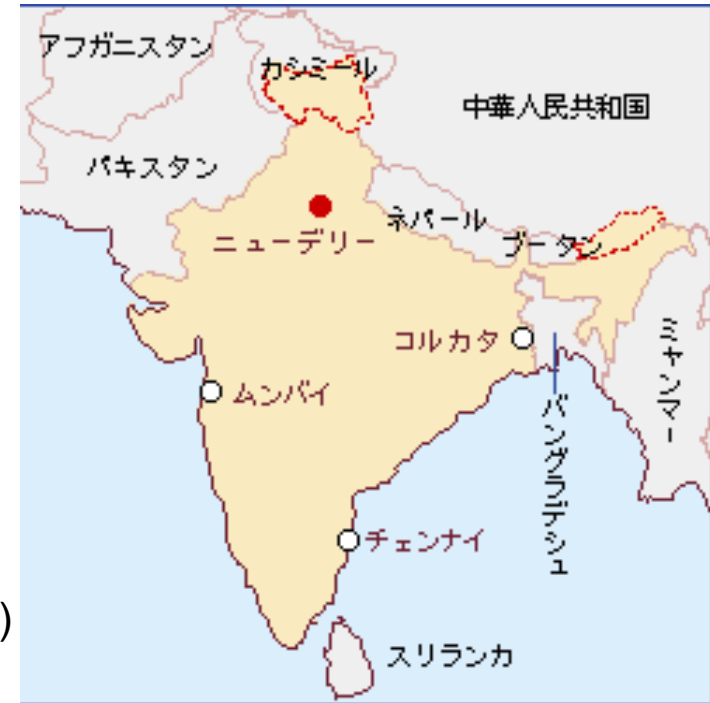 アフガニスタン
カシミール
中華人民共和国
パキスタン
ネパール
ニューデリー
ブータン
コルカタ
ミャンマー
ムンバイ
バングラデシュ
チェンナイ
)
スリランカ